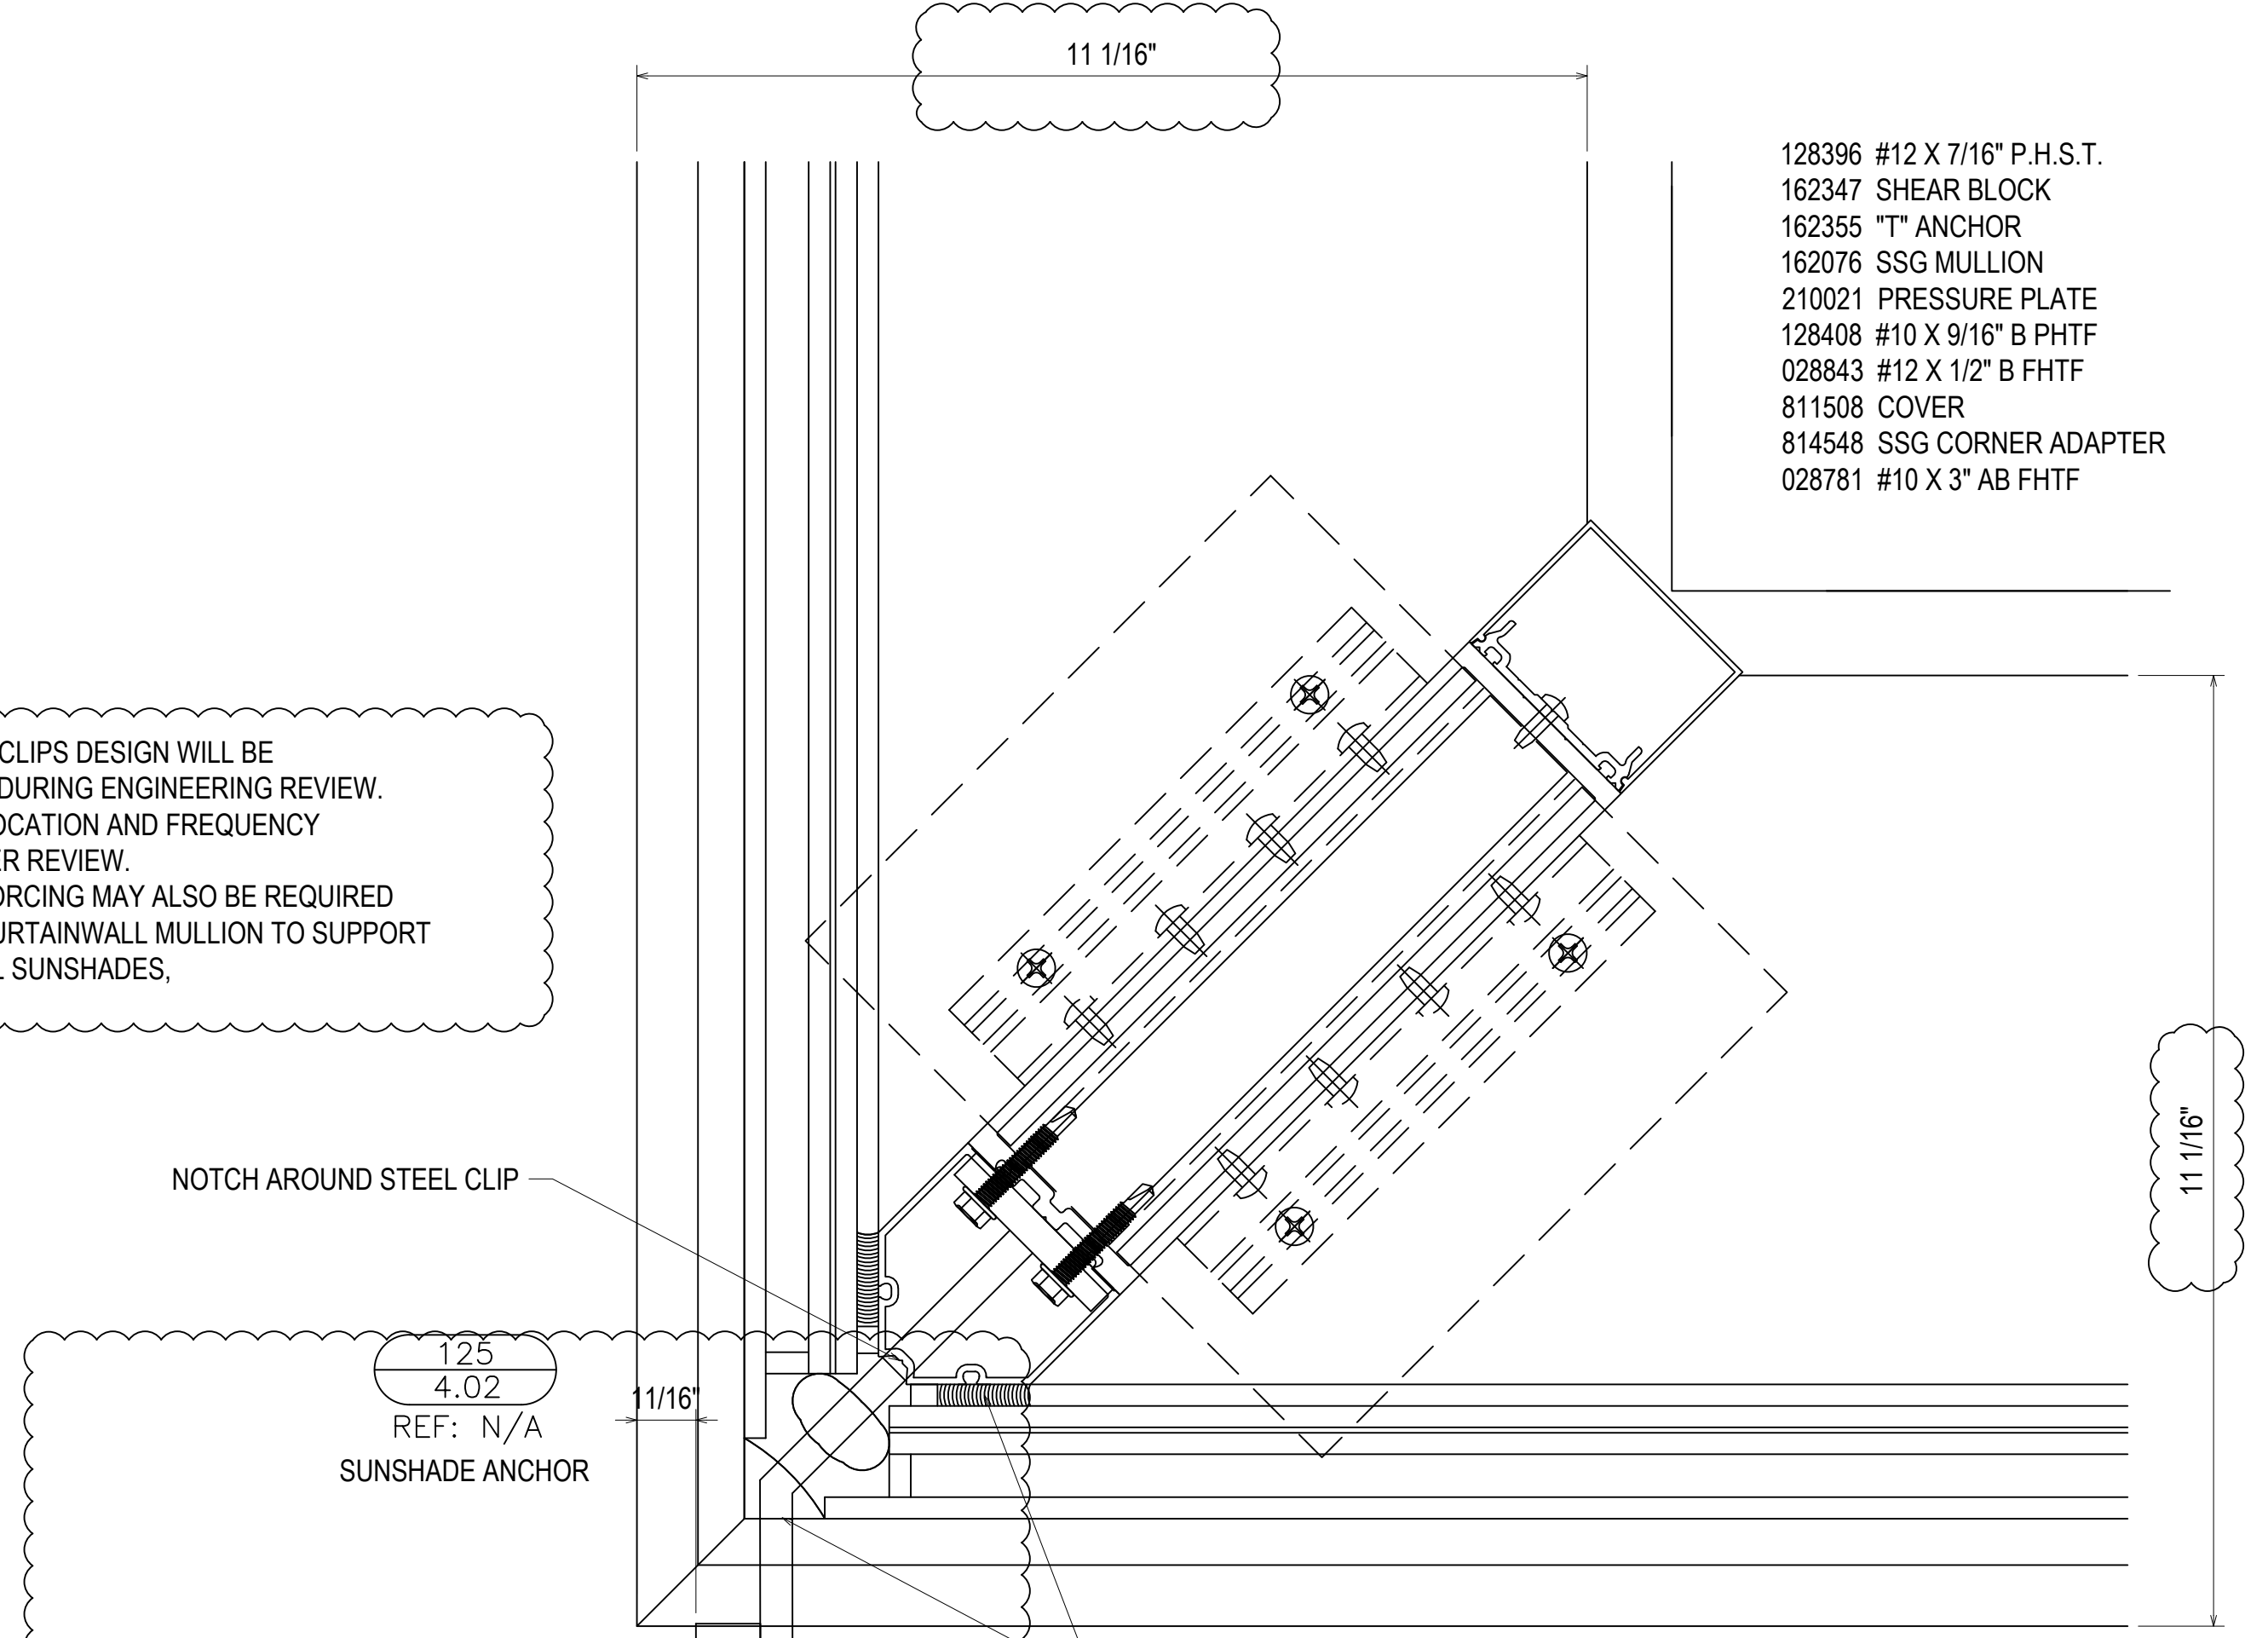 11 1/16"
128396 #12 X 7/16" P.H.S.T.
162347 SHEAR BLOCK
162355 "T" ANCHOR
162076 SSG MULLION
210021 PRESSURE PLATE
128408 #10 X 9/16" B PHTF
028843 #12 X 1/2" B FHTF
811508 COVER
814548 SSG CORNER ADAPTER
028781 #10 X 3" AB FHTF
CLIPS DESIGN WILL BE
DURING ENGINEERING REVIEW.
AND FREQUENCY
REVIEW.
MAY ALSO BE REQUIRED
MULLION TO SUPPORT
SUNSHADES,
NOTCH AROUND STEEL CLIP
11 1/16"
125
4.02
REF: N/A
SUNSHADE ANCHOR
11/16"